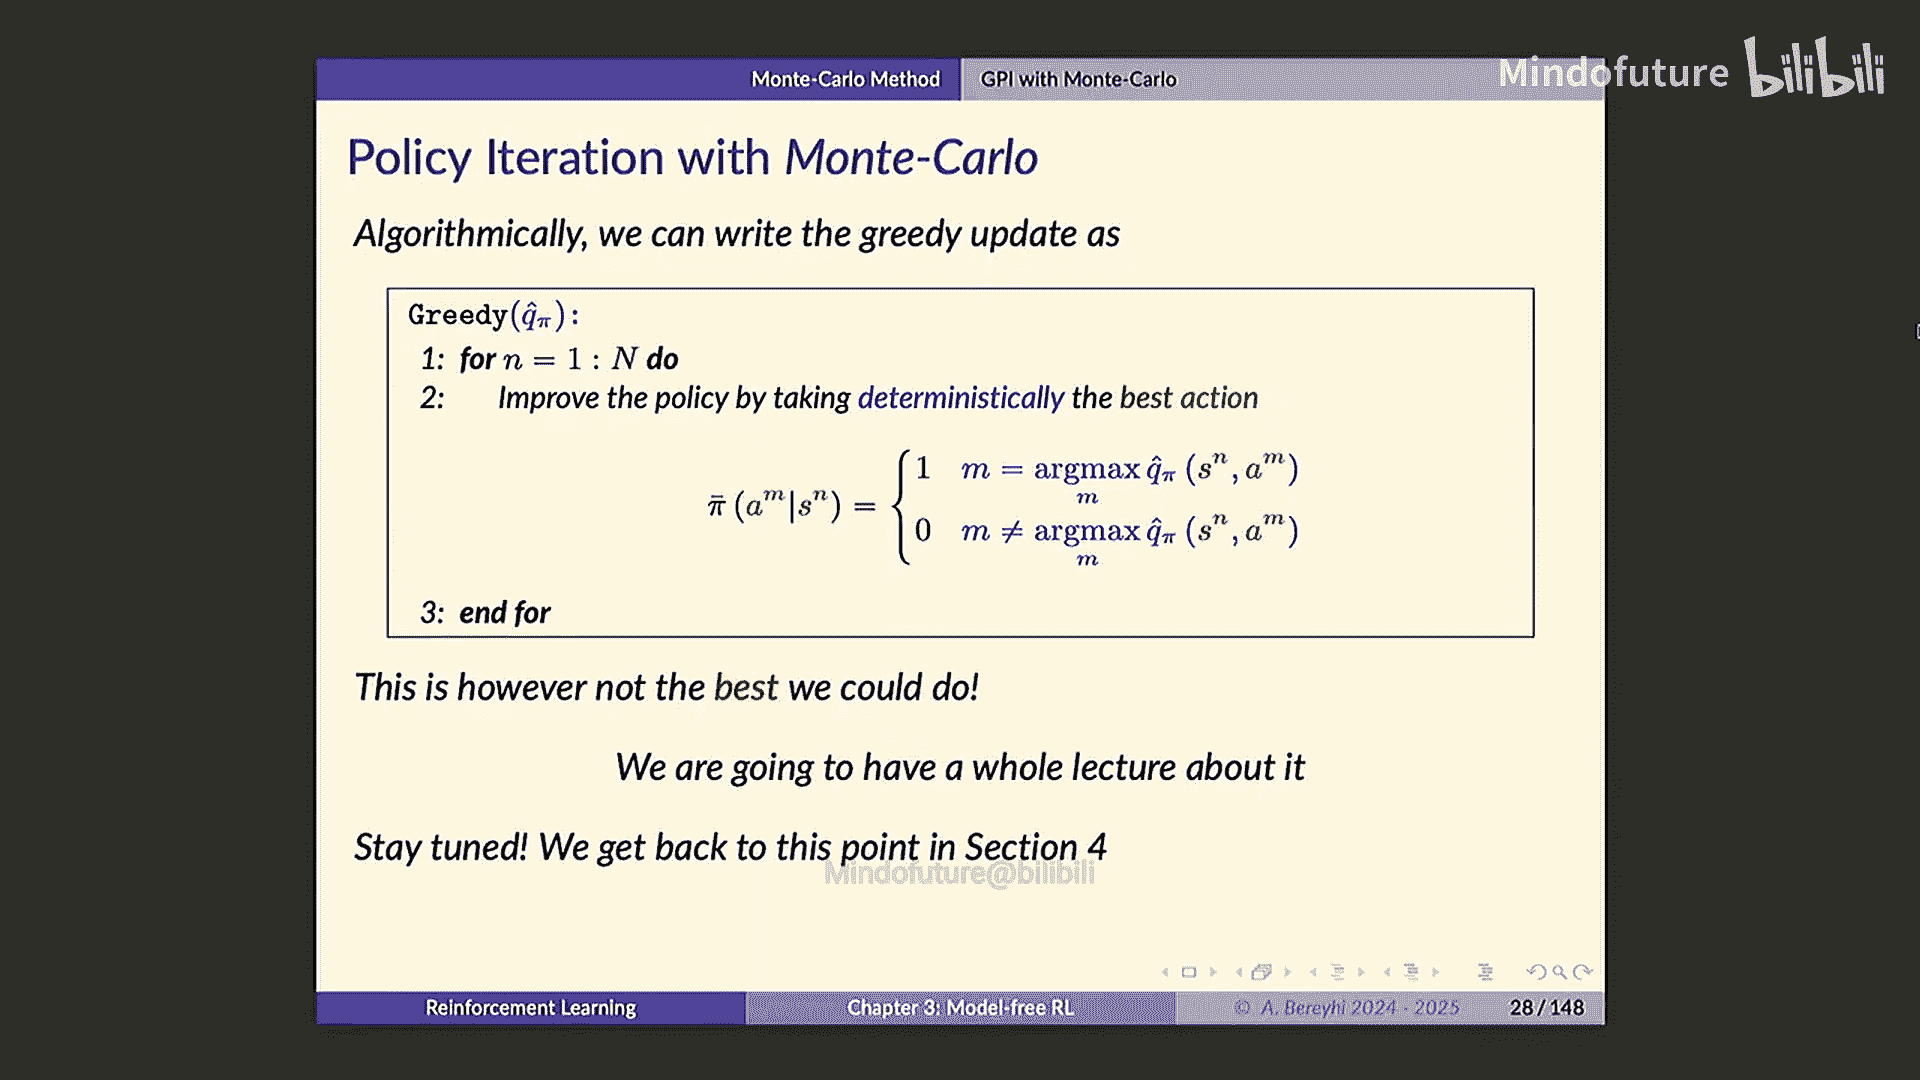 Mindofuture bilibili
Monte-Carlo Method GPI with Monte-Carlo
Policy Iteration with Monte-Carlo
Algorithmically, we can write the greedy update as
Greedy(q̂_π):
1: for n = 1 : N do
2: Improve the policy by taking deterministically the best action
π̄ (a^m|s^n) = { 1 m = argmax_m q̂_π (s^n, a^m)
0 m ≠ argmax_m q̂_π (s^n, a^m)
3: end for
This is however not the best we could do!
We are going to have a whole lecture about it
Stay tuned! We get back to this point in Section 4
Mindofuture@bilibili
Reinforcement Learning Chapter 3: Model-free RL © A. Bereyhi 2024 - 2025 28 / 148